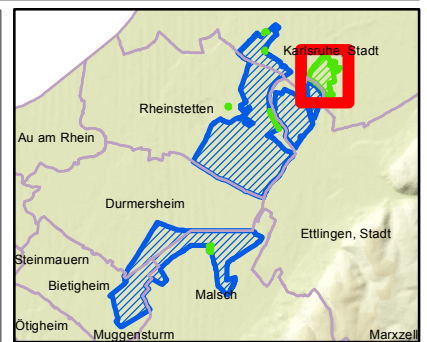 Karlsruhe, Stadt
Rheinstetten
Au am Rhein
Durmersheim
Ettlingen, Stadt
Steinmauern
Bietigheim
Malsch
Ötigheim
Muggensturm
Marxzell